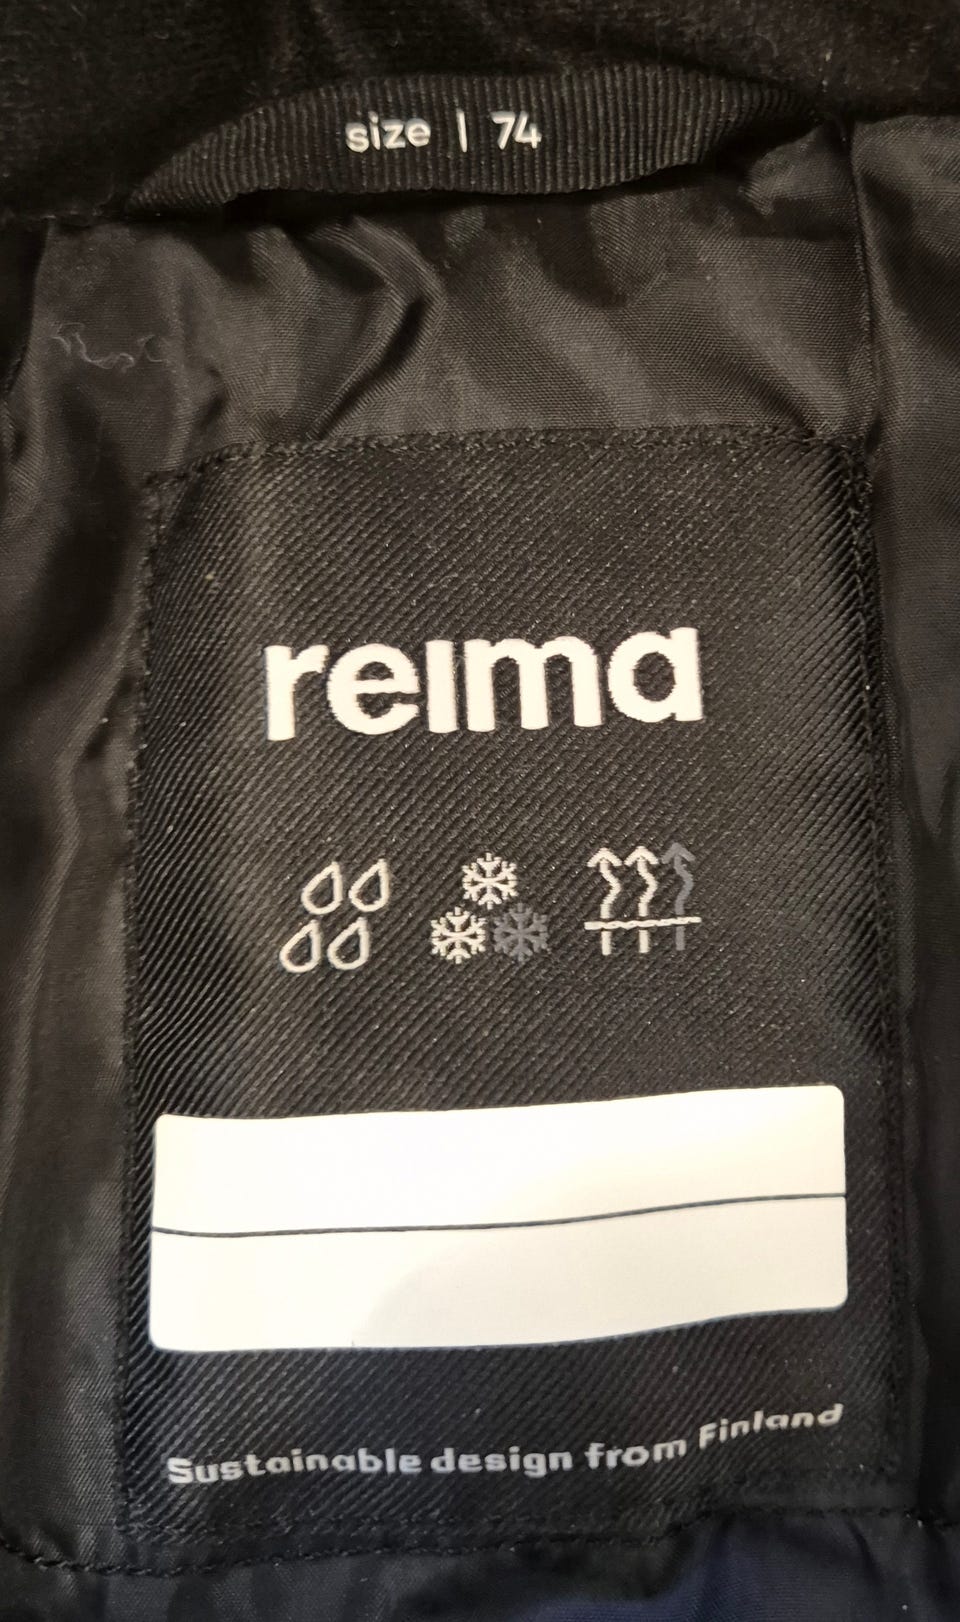 size | 74
reima
Sustainable design from Finland